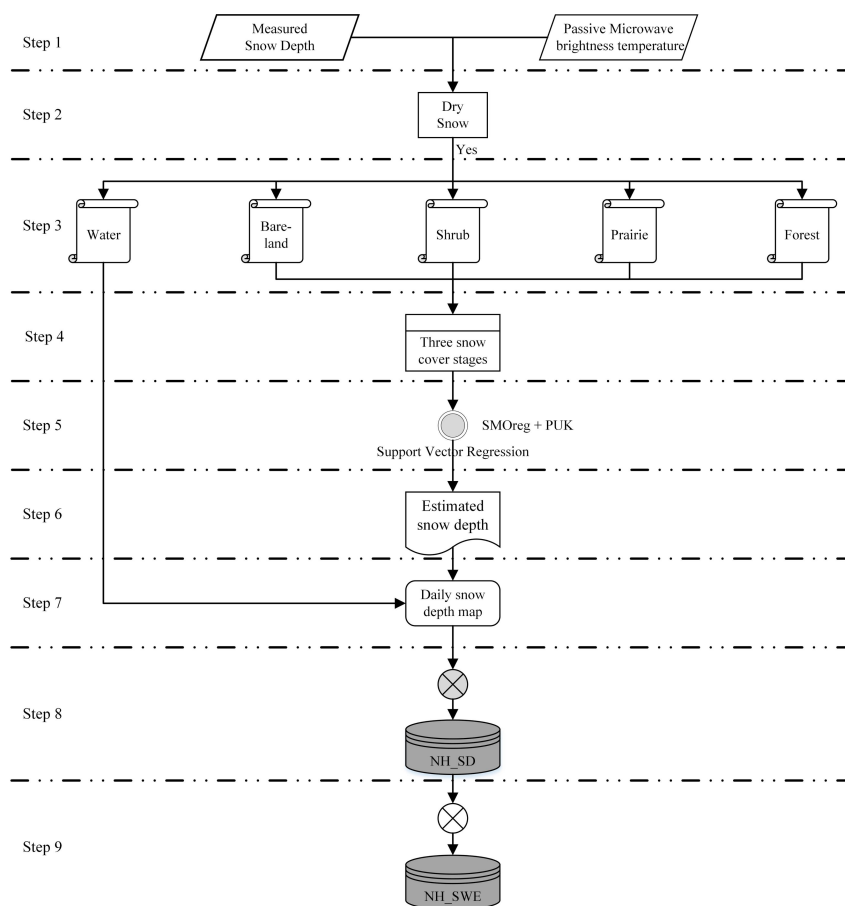 Step 1
Measured
Snow Depth
Passive Microwave
brightness temperature
Step 2
Dry
Snow
Yes
Step 3
Water
Bare-
land
Shrub
Prairie
Forest
Step 4
Three snow
cover stages
Step 5
SMOreg + PUK
Support Vector Regression
Step 6
Estimated
snow depth
Step 7
Daily snow
depth map
Step 8
NH_SD
Step 9
NH_SWE